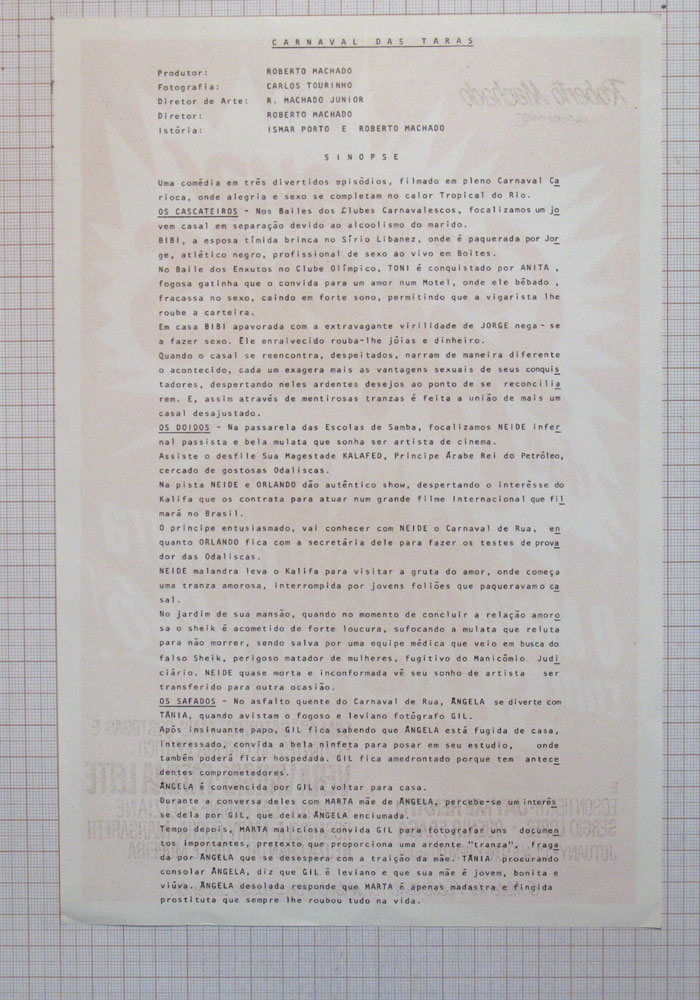 CARNAVAL DAS TARAS
Produtor: ROBERTO MACHADO
Fotografia: CARLOS TOURINHO
Diretor de Arte: R. MACHADO JUNIOR
Diretor: ROBERTO MACHADO
Istória: ISMAR PORTO E ROBERTO MACHADO
SINOPSE
Uma comédia em três divertidos episódios, filmado em pleno Carnaval Ca
rioca, onde alegria e sexo se completam no calor Tropical do Rio.
OS CASCATEIROS - Nos Bailes dos Clubes Carnavalescos, focalizamos um jo
vem casal em separação devido ao alcoolismo do marido.
BIBI, a esposa tímida brinca no Sírio Libanez, onde é paquerada por Jor
ge, atlético negro, profissional de sexo ao vivo em Boites.
No Baile dos Enxutos no Clube Olímpico, TONI é conquistado por ANITA ,
fogosa gatinha que o convida para um amor num Motel, onde ele bêbado ,
fracassa no sexo, caindo em forte sono, permitindo que a vigarista lhe
roube a carteira.
Em casa BIBI apavorada com a extravagante virilidade de JORGE nega - se
a fazer sexo. Ele enraivecido rouba-lhe jóias e dinheiro.
Quando o casal se reencontra, despeitados, narram de maneira diferente
o acontecido, cada um exagera mais as vantagens sexuais de seus conquis
tadores, despertando neles ardentes desejos ao ponto de se reconcilia
rem. E, assim através de mentirosas tranzas é feita a união de mais um
casal desajustado.
OS DOIDOS - Na passarela das Escolas de Samba, focalizamos NEIDE infer
nal passista e bela mulata que sonha ser artista de cinema.
Assiste o desfile Sua Magestade KALAFED, Principe Árabe Rei do Petróleo,
cercado de gostosas Odaliscas.
Na pista NEIDE e ORLANDO dão autêntico show, despertando o interêsse do
Kalifa que os contrata para atuar num grande filme Internacional que fil
mará no Brasil.
O principe entusiasmado, vai conhecer com NEIDE o Carnaval de Rua, en
quanto ORLANDO fica com a secretária dele para fazer os testes de prova
dor das Odaliscas.
NEIDE malandra leva o Kalifa para visitar a gruta do amor, onde começa
uma tranza amorosa, interrompida por jovens foliões que paqueravam o ca
sal.
No jardim de sua mansão, quando no momento de concluir a relação amoro
sa o sheik é acometido de forte loucura, sufocando a mulata que reluta
para não morrer, sendo salva por uma equipe médica que veio em busca do
falso Sheik, perigoso matador de mulheres, fugitivo do Manicômio Judi
ciário. NEIDE quase morta e inconformada vê seu sonho de artista ser
transferido para outra ocasião.
OS SAFADOS - No asfalto quente do Carnaval de Rua, ÂNGELA se diverte com
TÂNIA, quando avistam o fogoso e leviano fotógrafo GIL.
Após insinuante papo, GIL fica sabendo que ÂNGELA está fugida de casa,
interessado, convida a bela ninfeta para posar em seu estudio, onde
também poderá ficar hospedada. GIL fica amedrontado porque tem antece
dentes comprometedores.
ÂNGELA é convencida por GIL a voltar para casa.
Durante a conversa deles com MARTA mãe de ÂNGELA, percebe-se um interês
se dela por GIL, que deixa ÂNGELA enciumada.
Tempo depois, MARTA maliciosa convida GIL para fotografar uns documen
tos importantes, pretexto que proporciona uma ardente "tranza", fraga
da por ÂNGELA que se desespera com a traição da mãe. TÂNIA procurando
consolar ÂNGELA, diz que GIL é leviano e que sua mãe é jovem, bonita e
viúva. ÂNGELA desolada responde que MARTA é apenas madastra e fingida
prostituta que sempre lhe roubou tudo na vida.
Roberto Machado